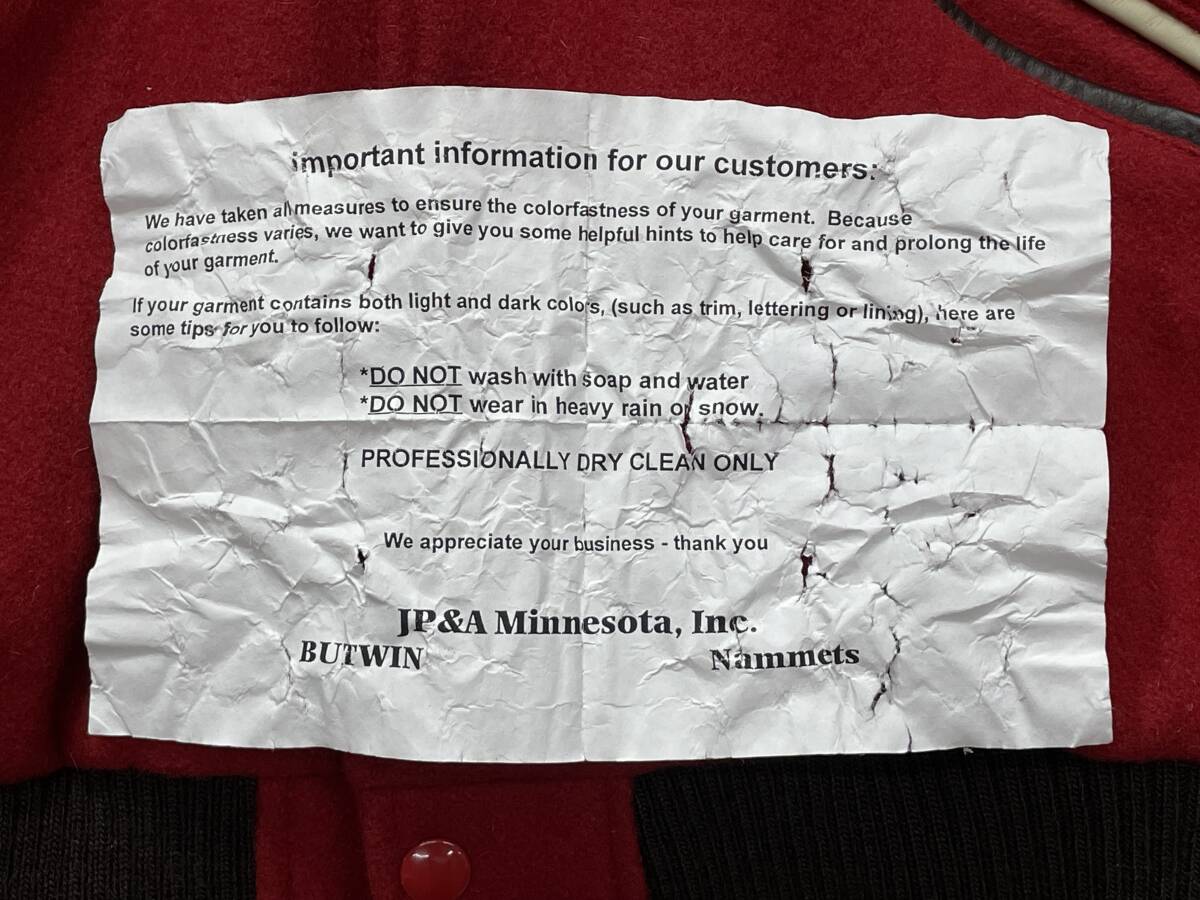 important information for our customers:
We have taken all measures to ensure the colorfastness of your garment. Because
colorfastness varies, we want to give you some helpful hints to help care for and prolong the life
of your garment.
If your garment contains both light and dark colors, (such as trim, lettering or lining), here are
some tips for you to follow:
*DO NOT wash with soap and water
*DO NOT wear in heavy rain or snow.
PROFESSIONALLY DRY CLEAN ONLY
We appreciate your business - thank you
JP&A Minnesota, Inc.
BUTWIN Nammets